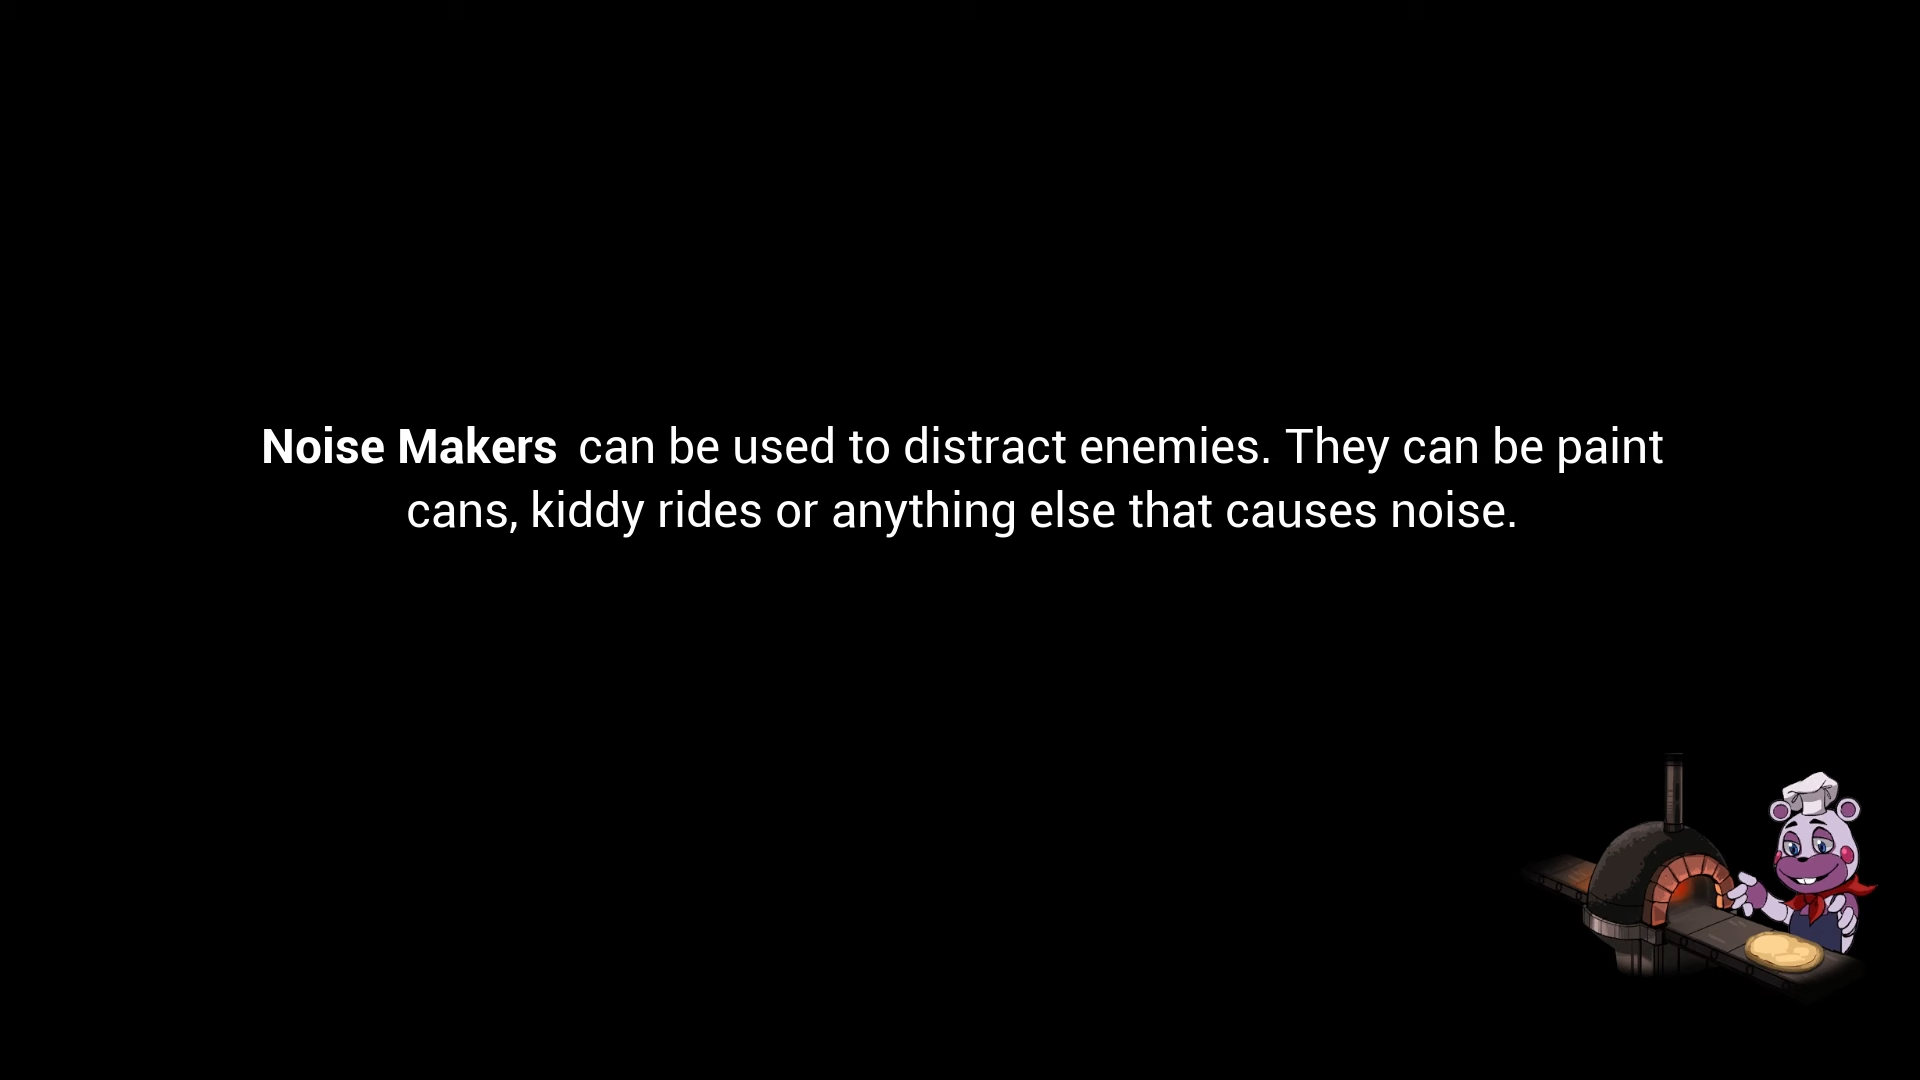 Noise Makers can be used to distract enemies. They can be paint
cans, kiddy rides or anything else that causes noise.